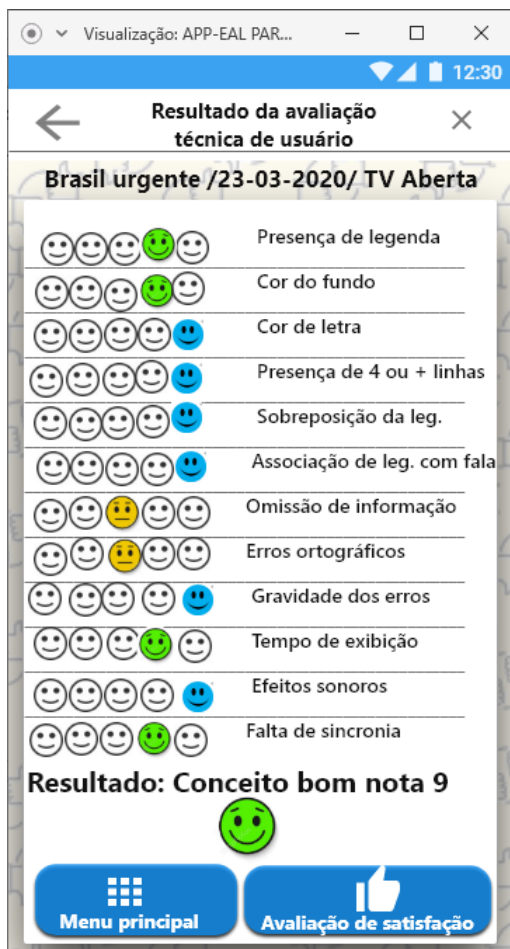 Visualização: APP-EAL PAR...
12:30
Resultado da avaliação
técnica de usuário
Brasil urgente /23-03-2020/ TV Aberta
Presença de legenda
Cor do fundo
Cor de letra
Presença de 4 ou + linhas
Sobreposição da leg.
Associação de leg. com fala
Omissão de informação
Erros ortográficos
Gravidade dos erros
Tempo de exibição
Efeitos sonoros
Falta de sincronia
Resultado: Conceito bom nota 9
Menu principal
Avaliação de satisfação